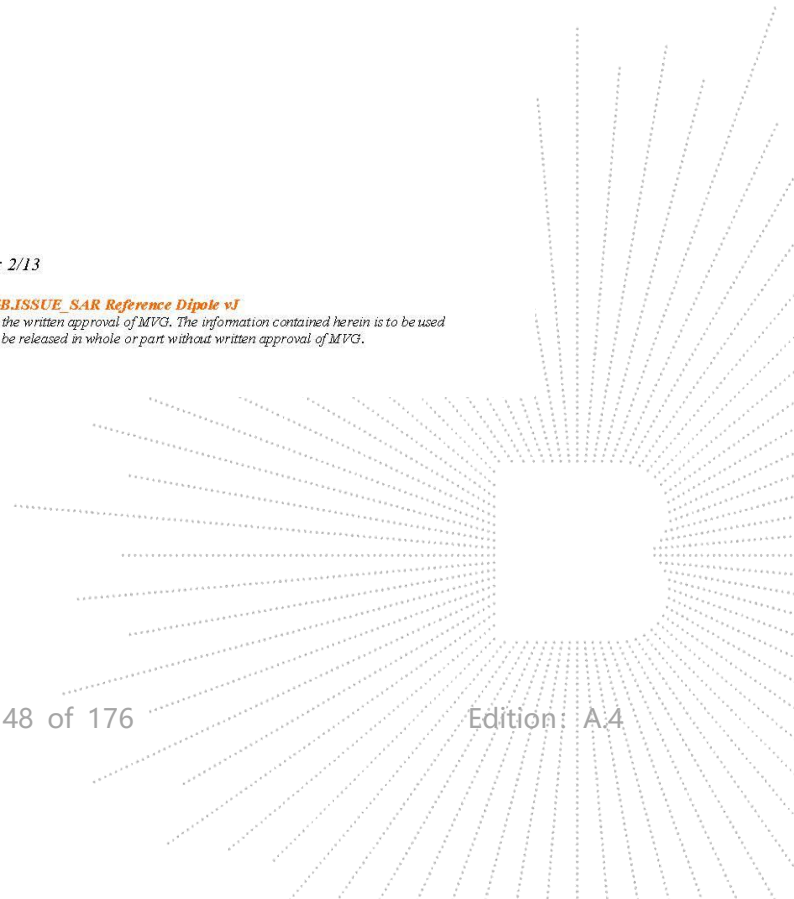 : 2/13
B.ISSUE_SAR Reference Dipole vJ
the written approval of MVG. The information contained herein is to be used
be released in whole or part without written approval of MVG.
48 of 176 Edition: A.4